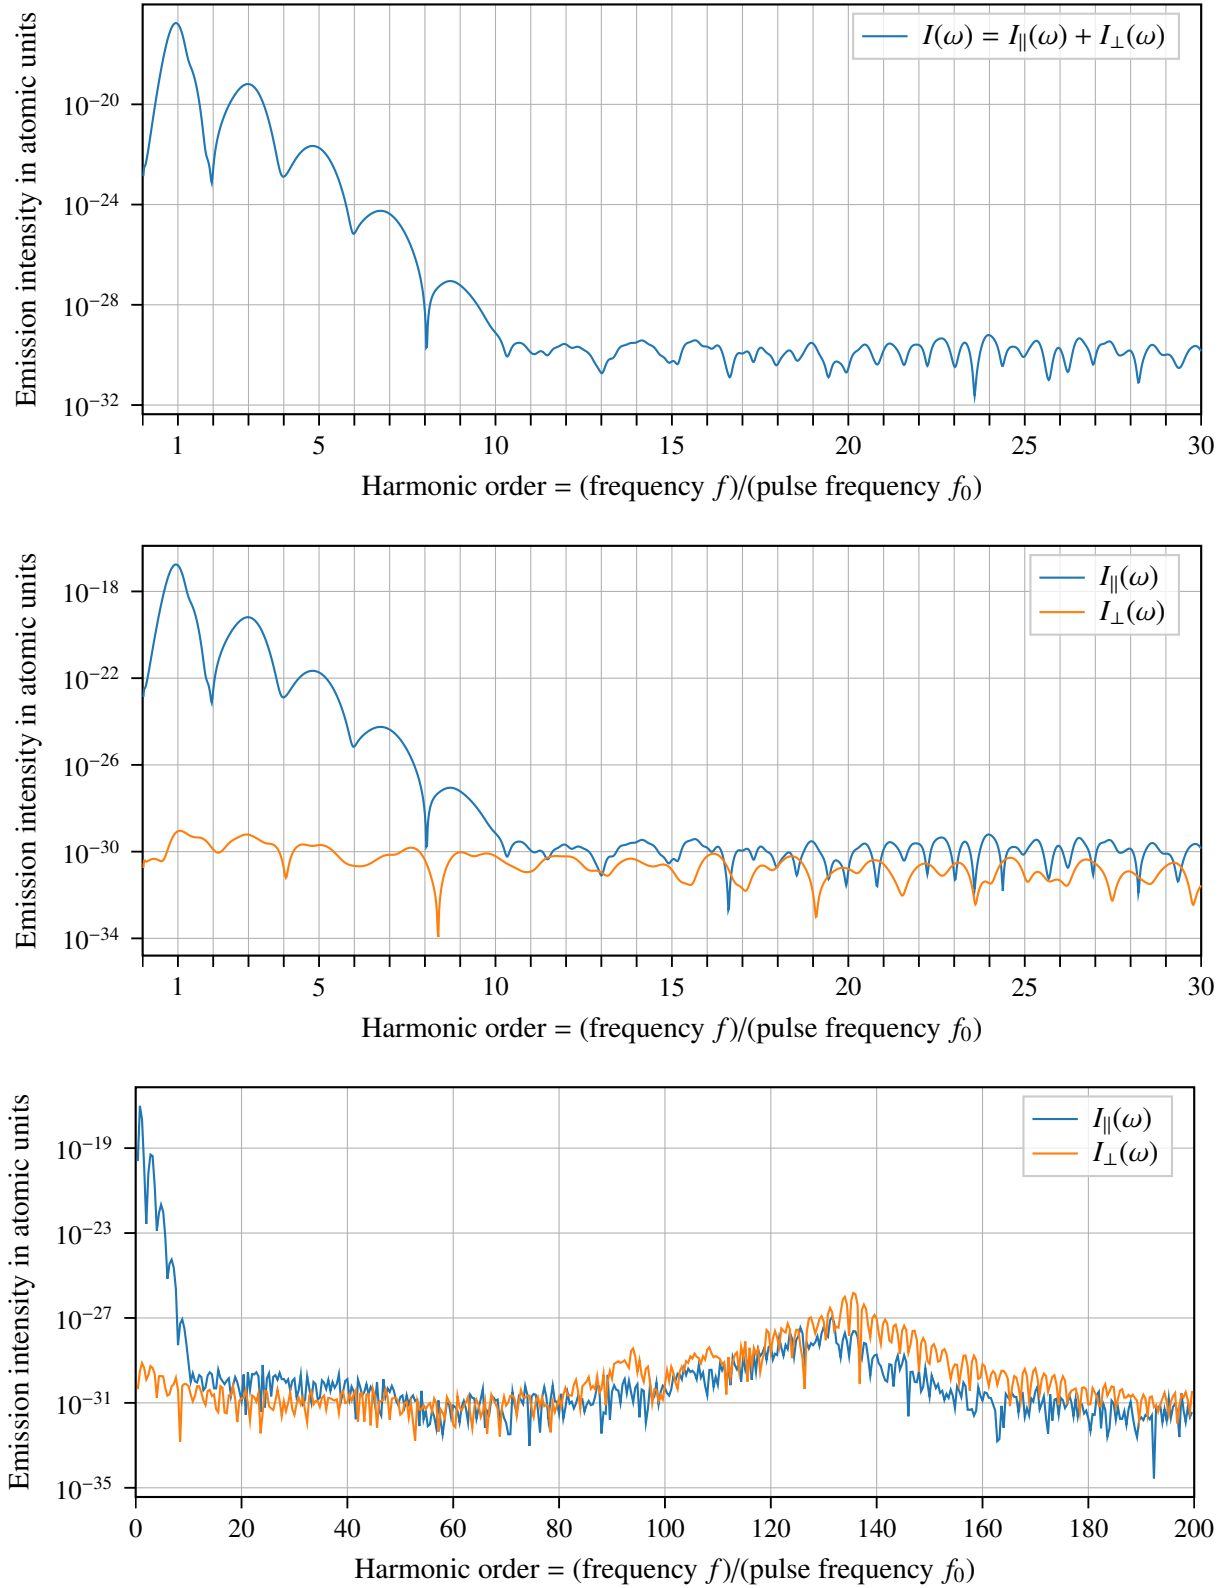 I(ω) = I∥(ω) + I⊥(ω)
Emission intensity in atomic units
10⁻²⁰
10⁻²⁴
10⁻²⁸
10⁻³²
1 5 10 15 20 25 30
Harmonic order = (frequency f)/(pulse frequency f₀)
I∥(ω)
I⊥(ω)
Emission intensity in atomic units
10⁻¹⁸
10⁻²²
10⁻²⁶
10⁻³⁰
10⁻³⁴
1 5 10 15 20 25 30
Harmonic order = (frequency f)/(pulse frequency f₀)
I∥(ω)
I⊥(ω)
Emission intensity in atomic units
10⁻¹⁹
10⁻²³
10⁻²⁷
10⁻³¹
10⁻³⁵
0 20 40 60 80 100 120 140 160 180 200
Harmonic order = (frequency f)/(pulse frequency f₀)